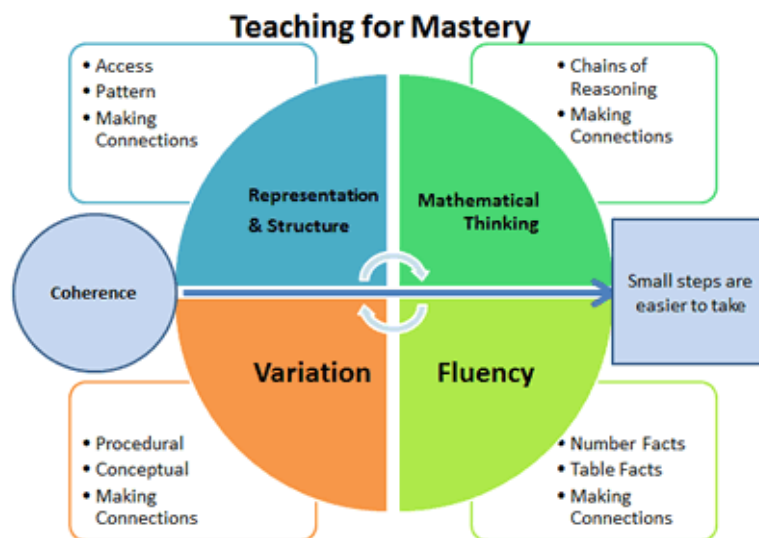 Teaching for Mastery
• Access
• Pattern
• Making
Connections
• Chains of
Reasoning
• Making
Connections
Representation
& Structure
Mathematical
Thinking
Coherence
Small steps are
easier to take
Variation
Fluency
• Procedural
• Conceptual
• Making
Connections
• Number Facts
• Table Facts
• Making
Connections